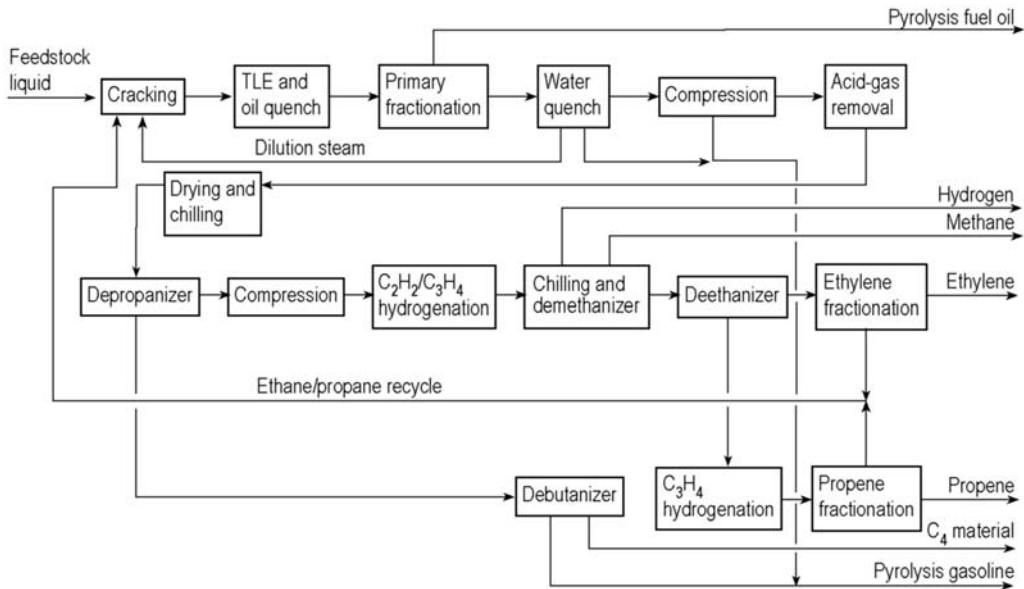 Pyrolysis fuel oil
Feedstock
liquid
Cracking
TLE and
oil quench
Primary
fractionation
Water
quench
Compression
Acid-gas
removal
Dilution steam
Drying and
chilling
Hydrogen
Methane
Depropanizer
Compression
C₂H₂/C₃H₄
hydrogenation
Chilling and
demethanizer
Deethanizer
Ethylene
fractionation
Ethylene
Ethane/propane recycle
Debutanizer
C₃H₄
hydrogenation
Propene
fractionation
Propene
C₄ material
Pyrolysis gasoline